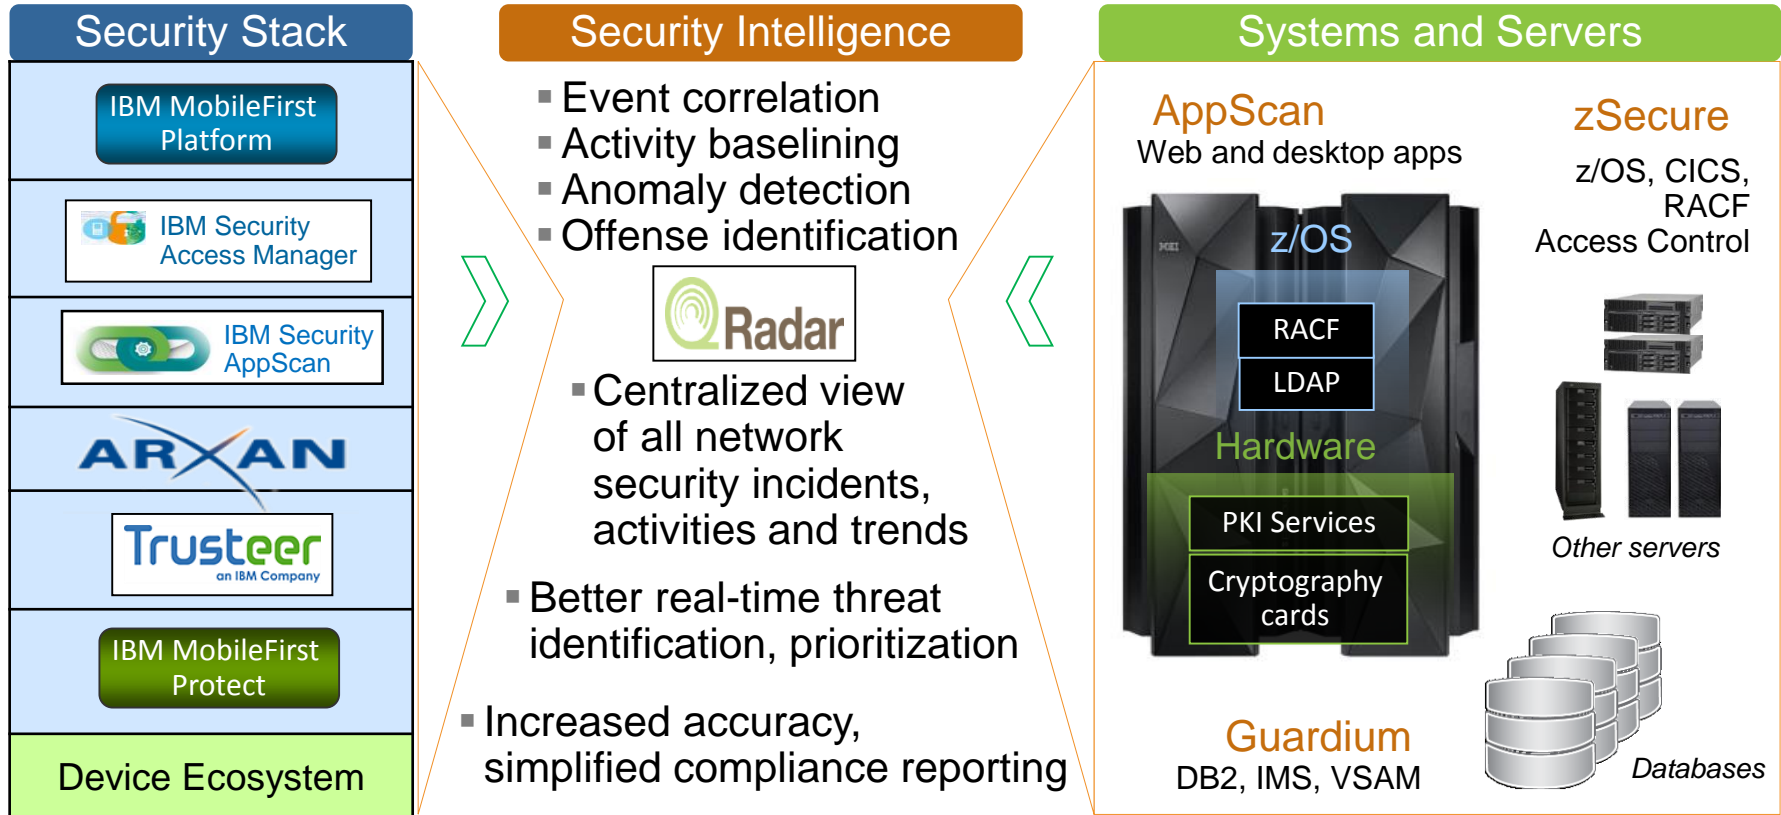 Security Stack
IBM MobileFirst
Platform
IBM Security
Access Manager
IBM Security
AppScan
ARXAN
Trusteer
an IBM Company
IBM MobileFirst
Protect
Device Ecosystem
Security Intelligence
▪ Event correlation
▪ Activity baselining
▪ Anomaly detection
▪ Offense identification
QRadar
▪ Centralized view
of all network
security incidents,
activities and trends
▪ Better real-time threat
identification, prioritization
▪ Increased accuracy,
simplified compliance reporting
Systems and Servers
AppScan
Web and desktop apps
zSecure
z/OS, CICS,
RACF
Access Control
z/OS
RACF
LDAP
Hardware
PKI Services
Cryptography
cards
Other servers
Guardium
DB2, IMS, VSAM
Databases